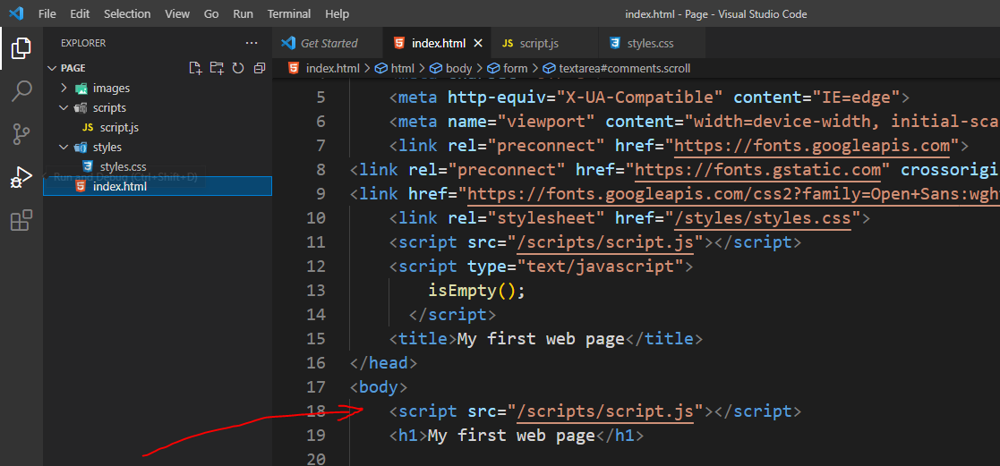 File Edit Selection View Go Run Terminal Help index.html - Page - Visual Studio Code
EXPLORER
PAGE
images
scripts
JS script.js
styles
styles.css
Run and Debug (Ctrl+Shift+D)
index.html
Get Started index.html JS script.js styles.css
index.html > html > body > form > textarea#comments.scroll
5 <meta http-equiv="X-UA-Compatible" content="IE=edge">
6 <meta name="viewport" content="width=device-width, initial-sca
7 <link rel="preconnect" href="https://fonts.googleapis.com">
8 <link rel="preconnect" href="https://fonts.gstatic.com" crossorigi
9 <link href="https://fonts.googleapis.com/css2?family=Open+Sans:wgh
10 <link rel="stylesheet" href="/styles/styles.css">
11 <script src="/scripts/script.js"></script>
12 <script type="text/javascript">
13 isEmpty();
14 </script>
15 <title>My first web page</title>
16 </head>
17 <body>
18 <script src="/scripts/script.js"></script>
19 <h1>My first web page</h1>
20